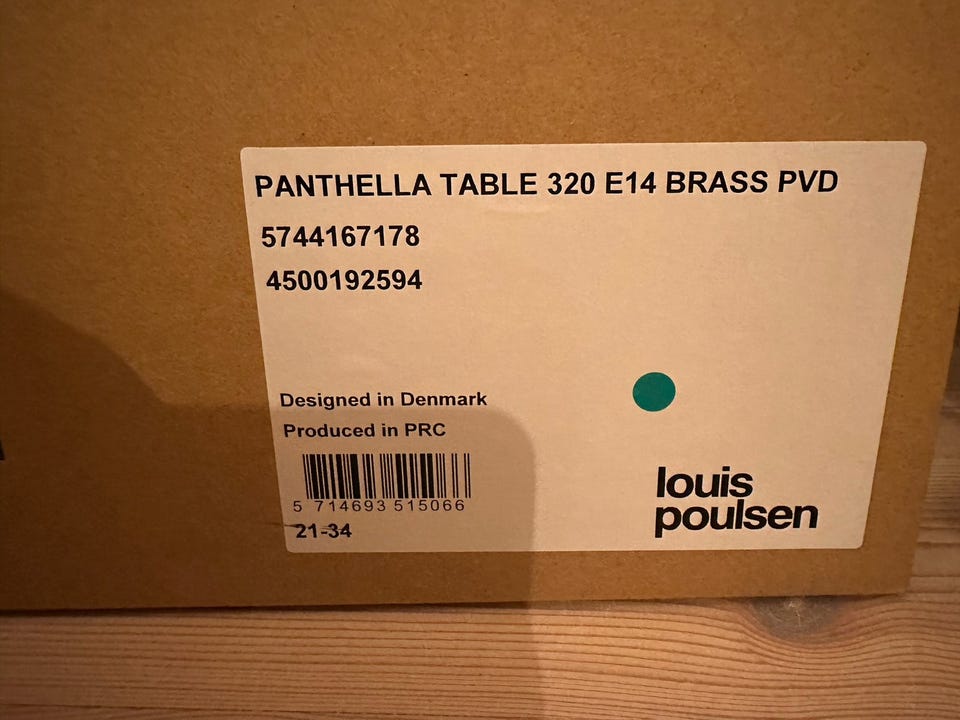 PANTHELLA TABLE 320 E14 BRASS PVD
5744167178
4500192594
Designed in Denmark
Produced in PRC
5 714693 515066
21-34
louis
poulsen